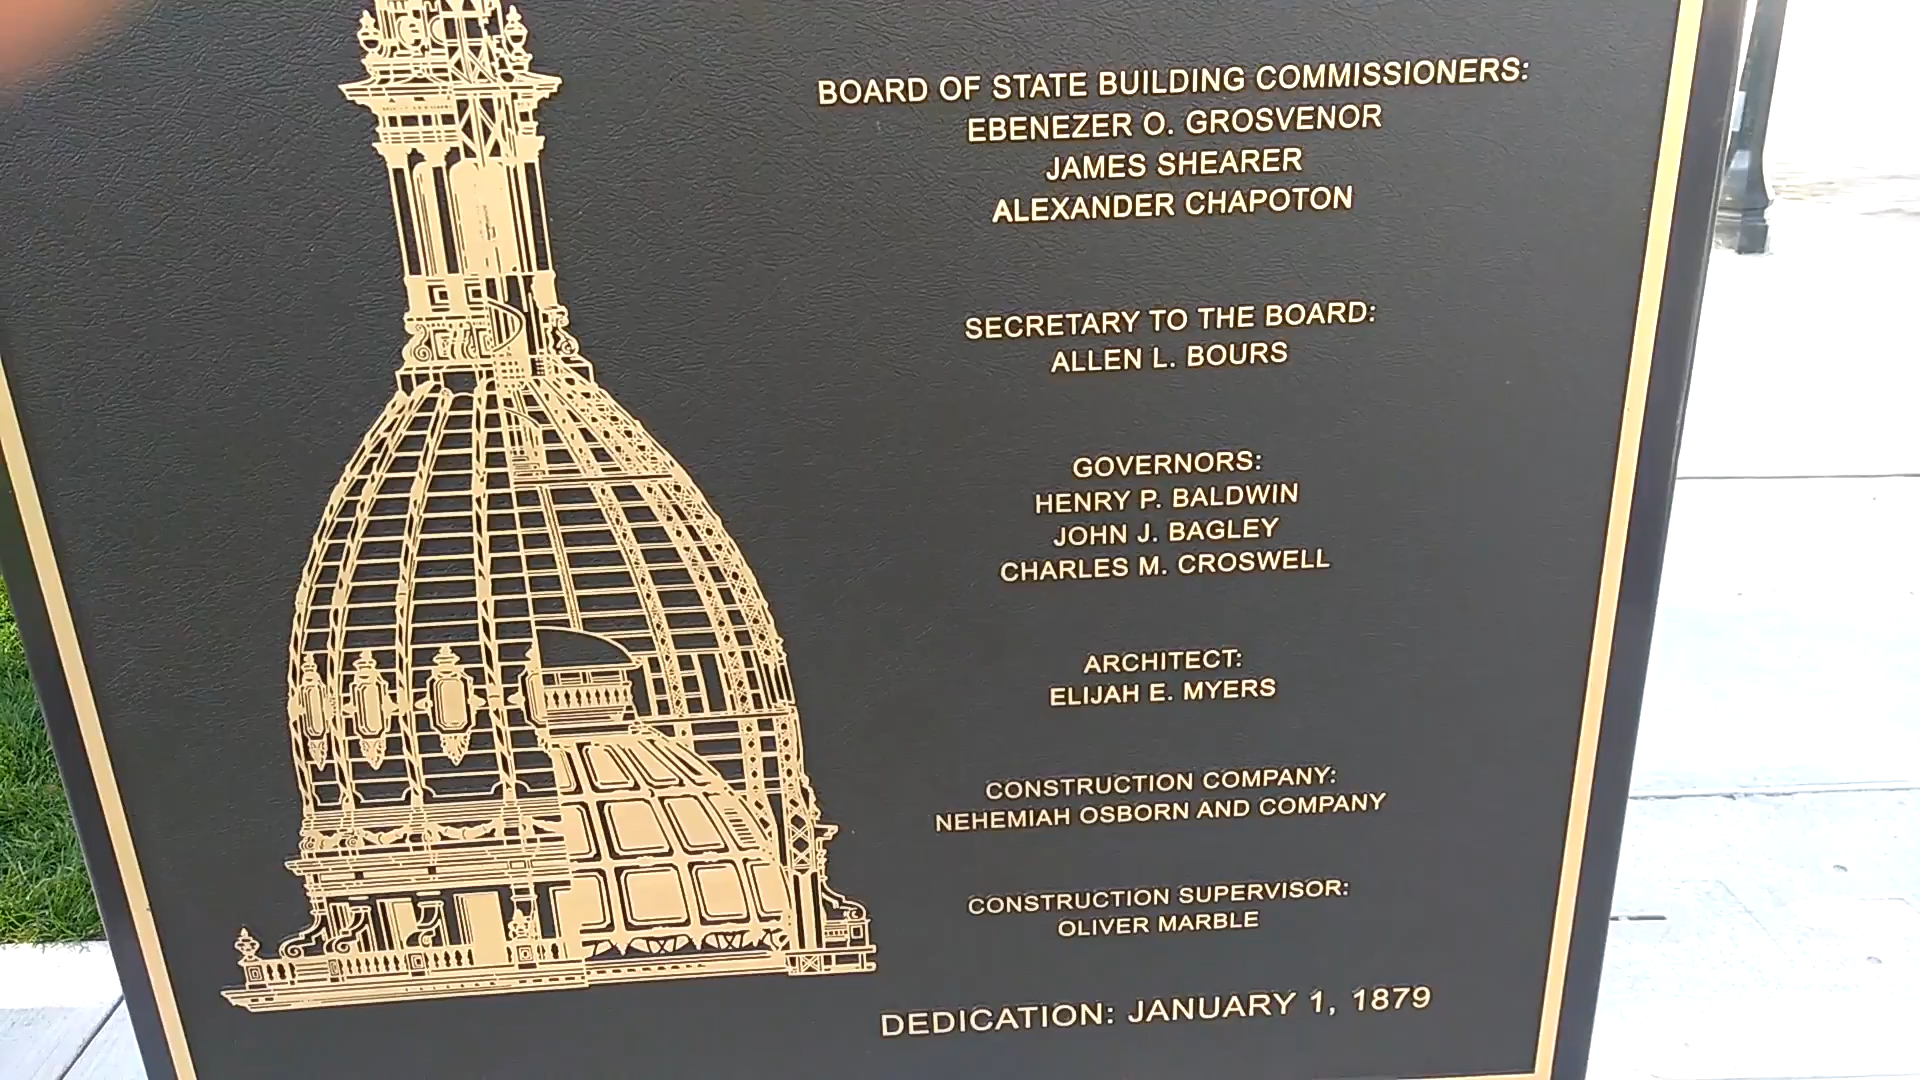 BOARD OF STATE BUILDING COMMISSIONERS:
EBENEZER O. GROSVENOR
JAMES SHEARER
ALEXANDER CHAPOTON
SECRETARY TO THE BOARD:
ALLEN L. BOURS
GOVERNORS:
HENRY P. BALDWIN
JOHN J. BAGLEY
CHARLES M. CROSWELL
ARCHITECT:
ELIJAH E. MYERS
CONSTRUCTION COMPANY:
NEHEMIAH OSBORN AND COMPANY
CONSTRUCTION SUPERVISOR:
OLIVER MARBLE
DEDICATION: JANUARY 1, 1879